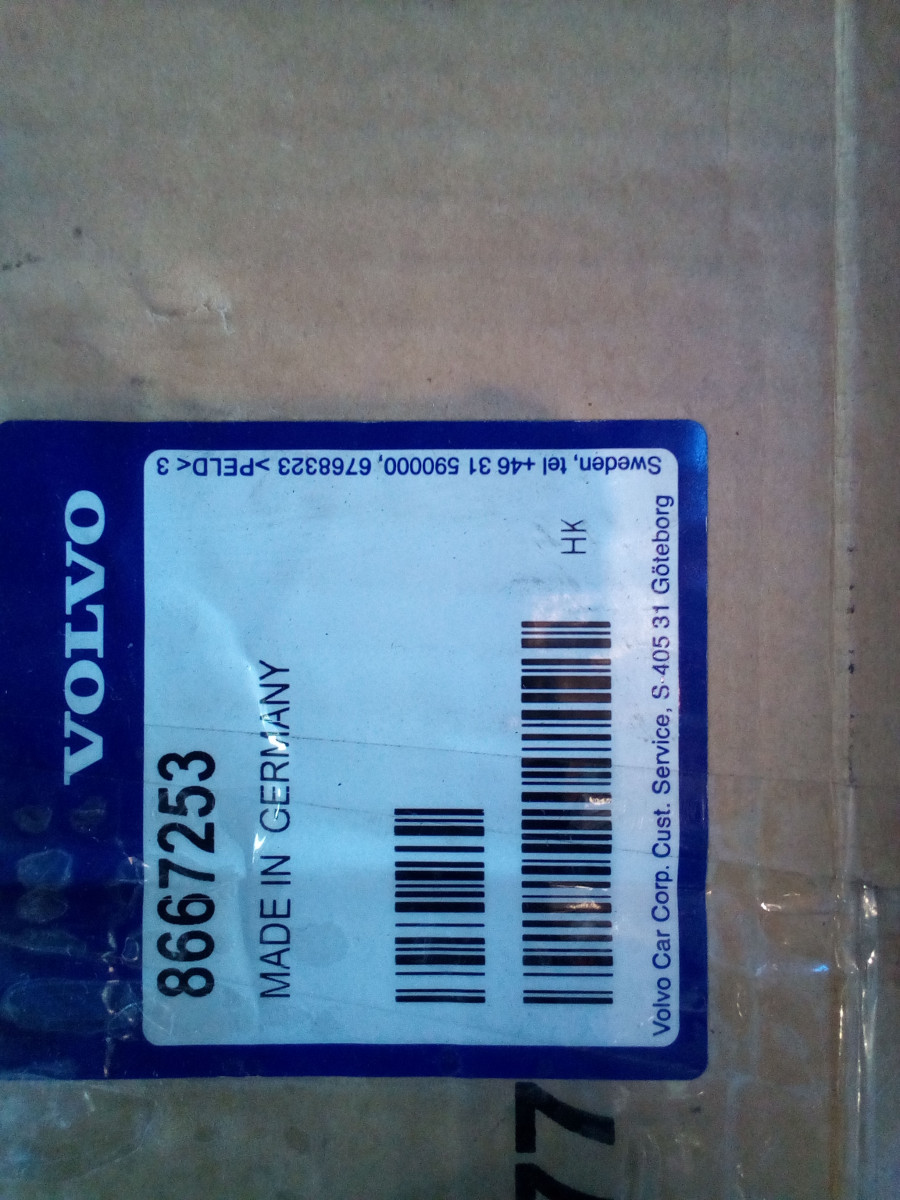 VOLVO
8667253
MADE IN GERMANY
HK
Volvo Car Corp. Cust. Service, S-405 31 Göteborg
Sweden, tel +46 31 590000, 6768323 >PELD< 3
77